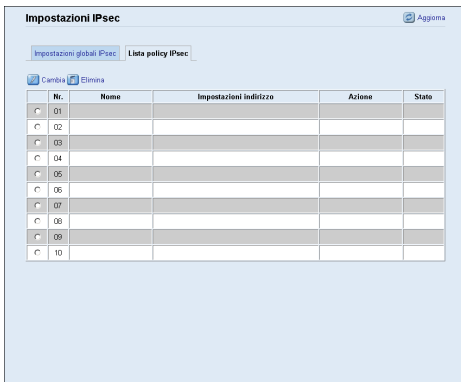 Impostazioni IPsec
Aggiorna
Impostazioni globali IPsec
Lista policy IPsec
Cambia Elimina
Nr. Nome Impostazioni indirizzo Azione Stato
01
02
03
04
05
06
07
08
09
10